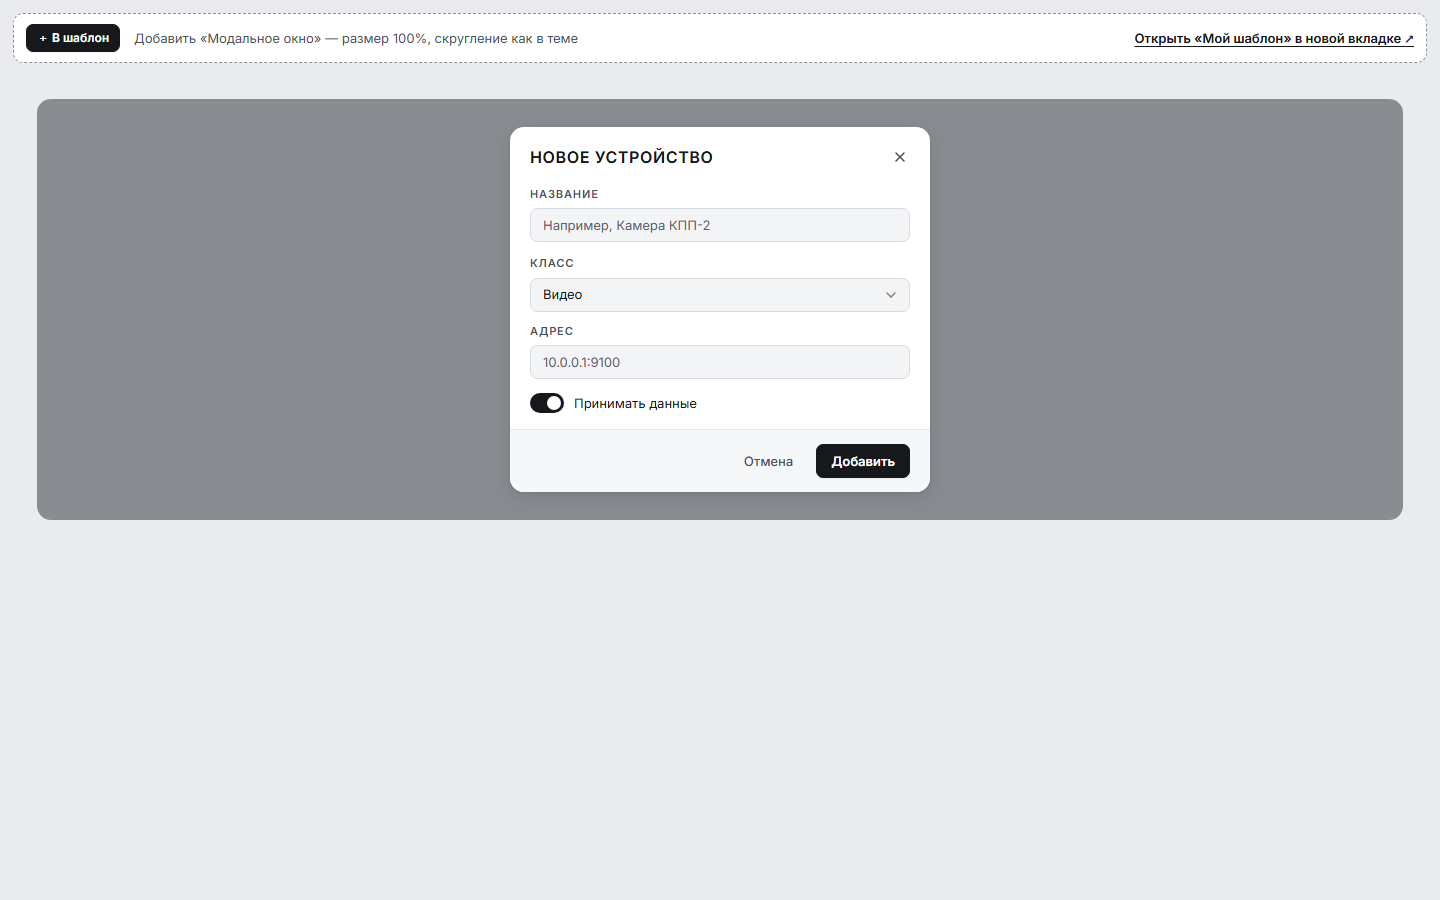 + В шаблон
Добавить «Модальное окно» — размер 100%, скругление как в теме
Открыть «Мой шаблон» в новой вкладке ↗
НОВОЕ УСТРОЙСТВО
НАЗВАНИЕ
Например, Камера КПП-2
КЛАСС
Видео
АДРЕС
10.0.0.1:9100
Принимать данные
Отмена
Добавить